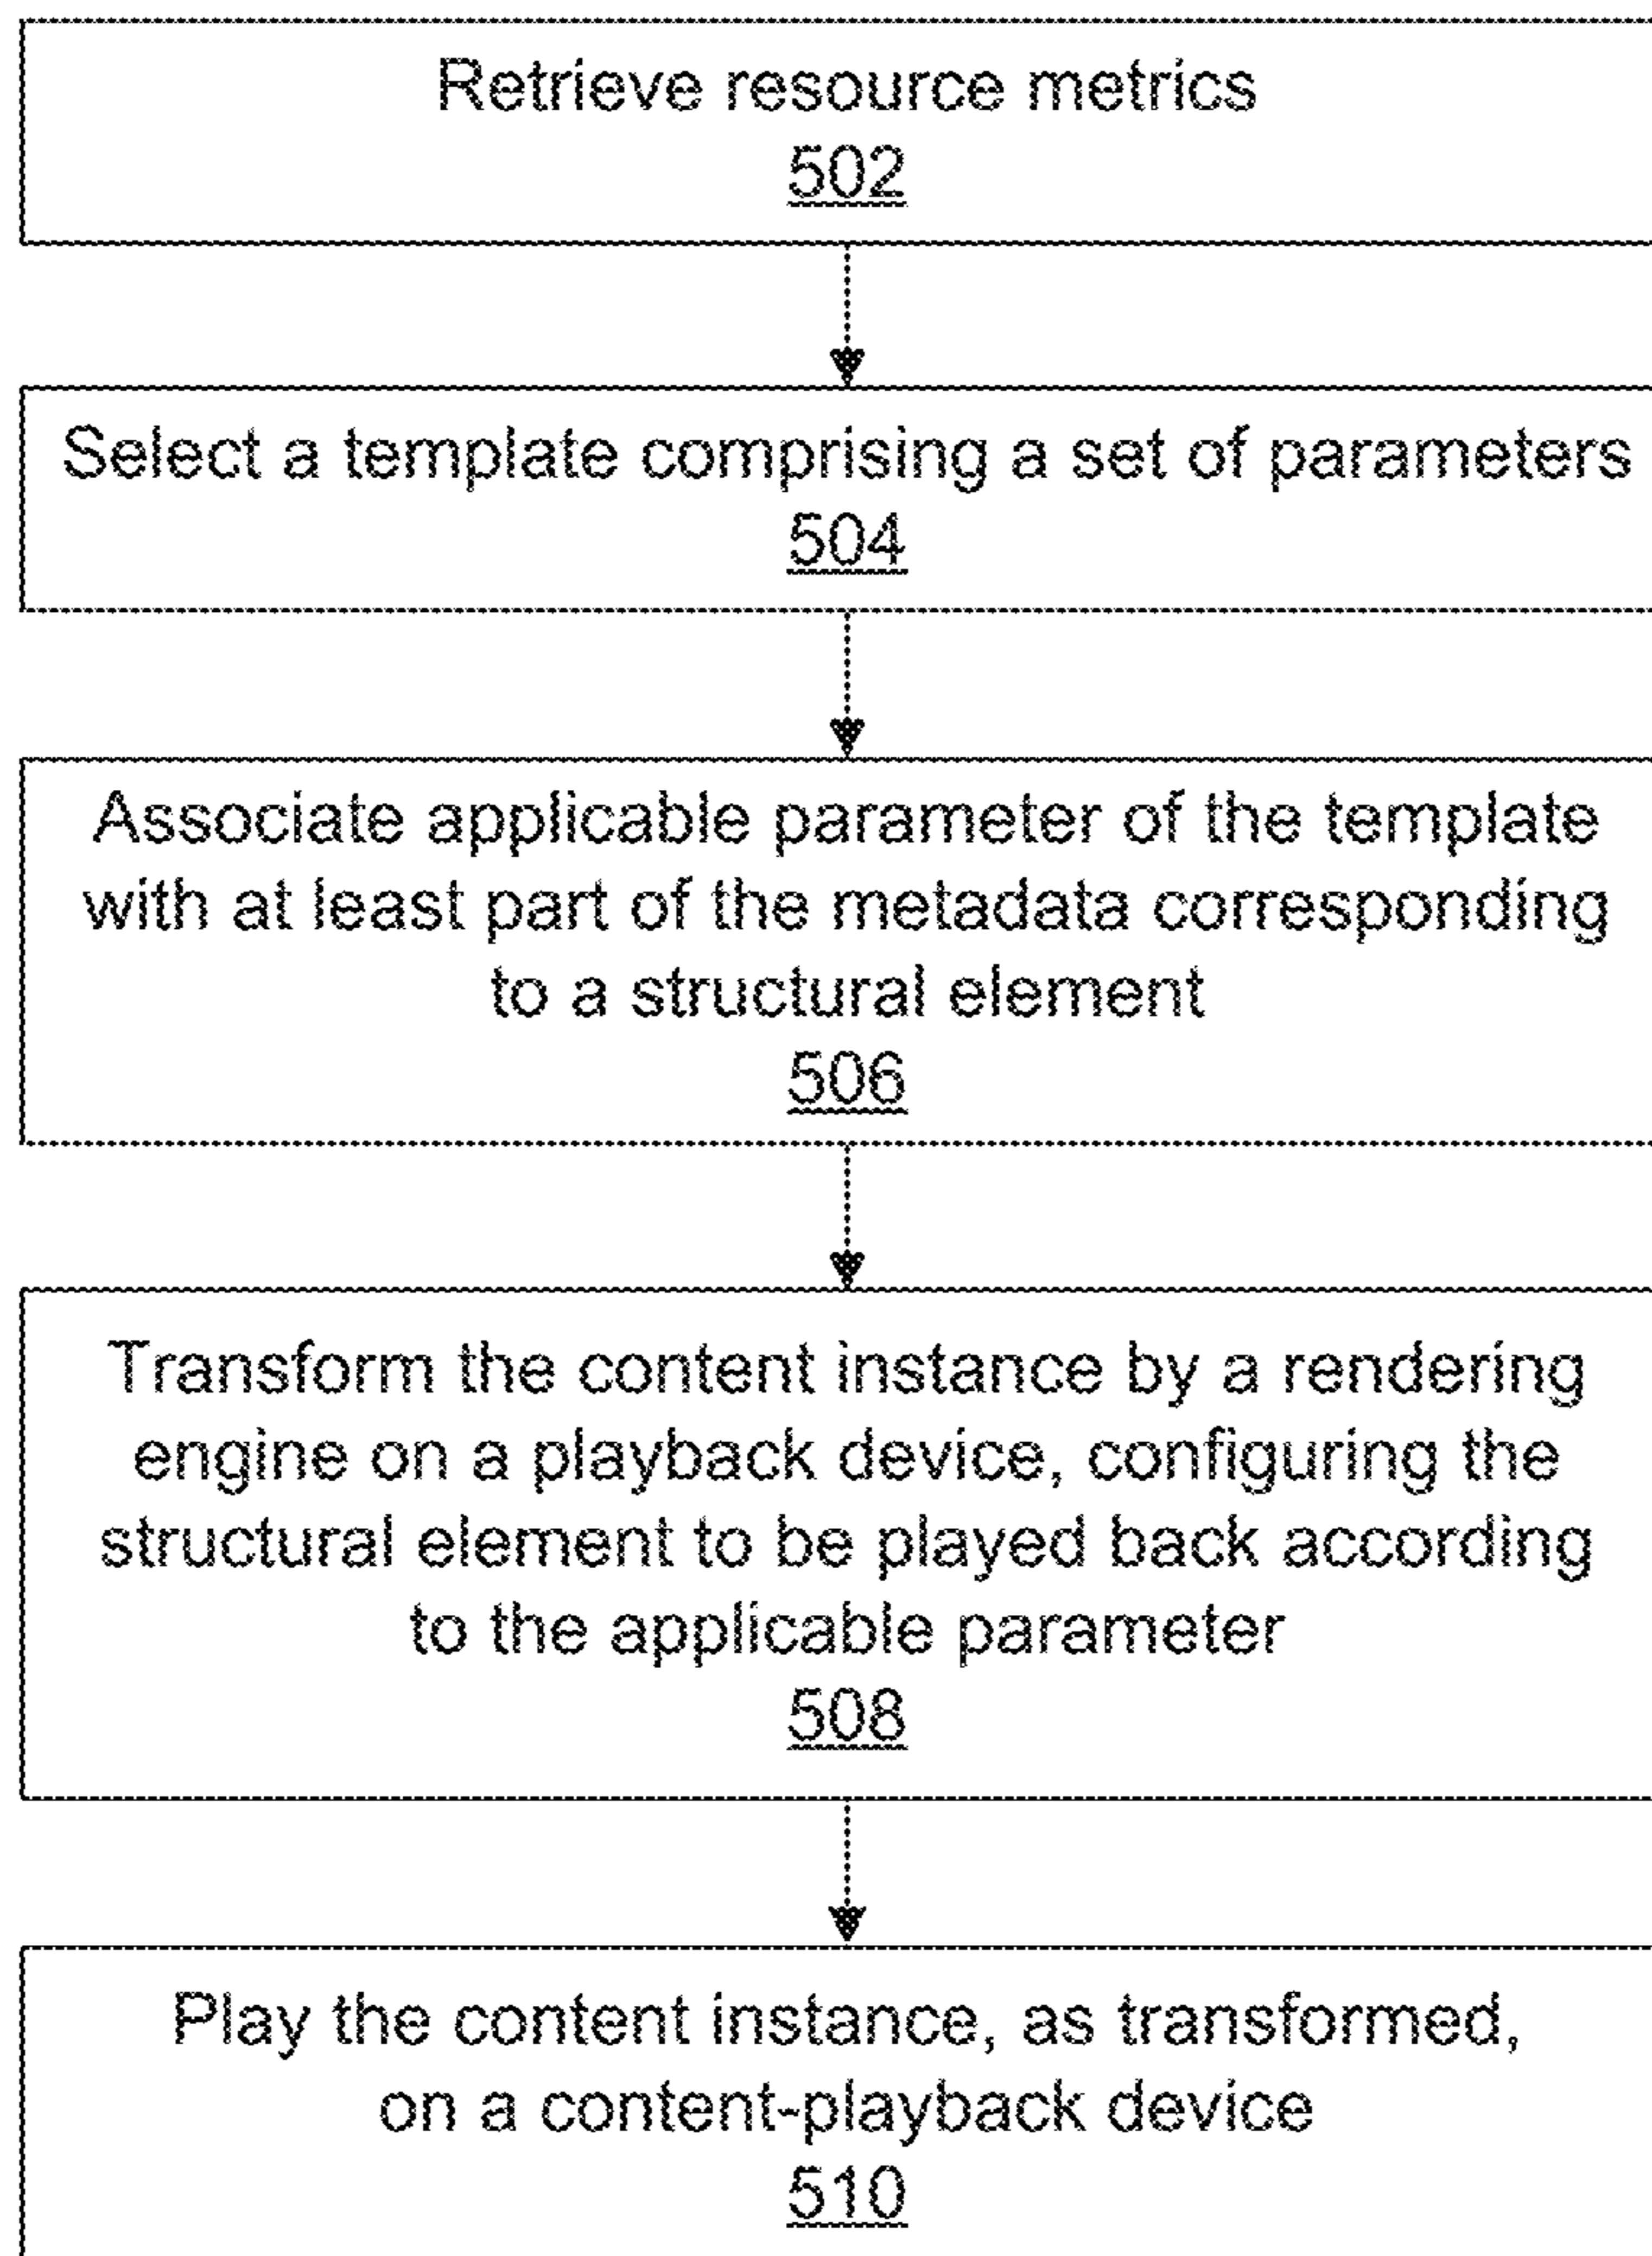 Retrieve resource metrics
502
Select a template comprising a set of parameters
504
Associate applicable parameter of the template
with at least part of the metadata corresponding
to a structural element
506
Transform the content instance by a rendering
engine on a playback device, configuring the
structural element to be played back according
to the applicable parameter
508
Play the content instance, as transformed,
on a content-playback device
510